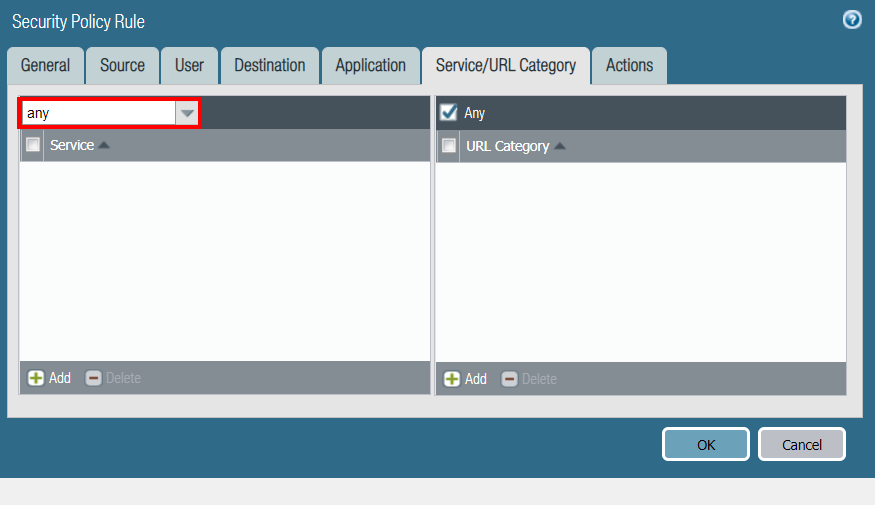 Security Policy Rule
General Source User Destination Application Service/URL Category Actions
any
Any
Service
URL Category
Add Delete
Add Delete
OK Cancel